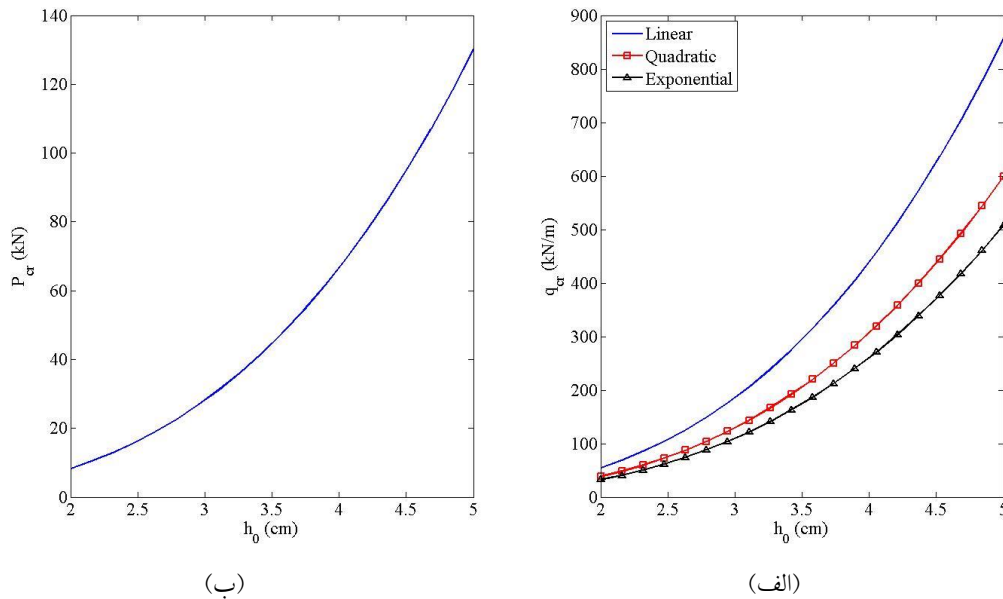 140
120
100
80
60
40
20
0
P_cr (kN)
2 2.5 3 3.5 4 4.5 5
h_0 (cm)
(ب)
900
800
700
600
500
400
300
200
100
0
q_cr (kN/m)
Linear
Quadratic
Exponential
2 2.5 3 3.5 4 4.5 5
h_0 (cm)
(الف)